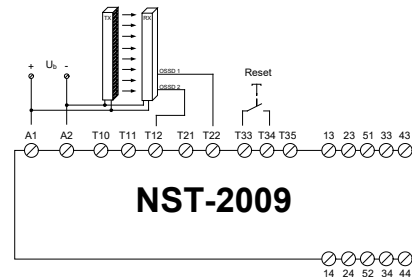 TX RX
+ Ub -
OSSD 1
OSSD 2
Reset
A1 A2 T10 T11 T12 T21 T22 T33 T34 T35 13 23 51 33 43
NST-2009
14 24 52 34 44